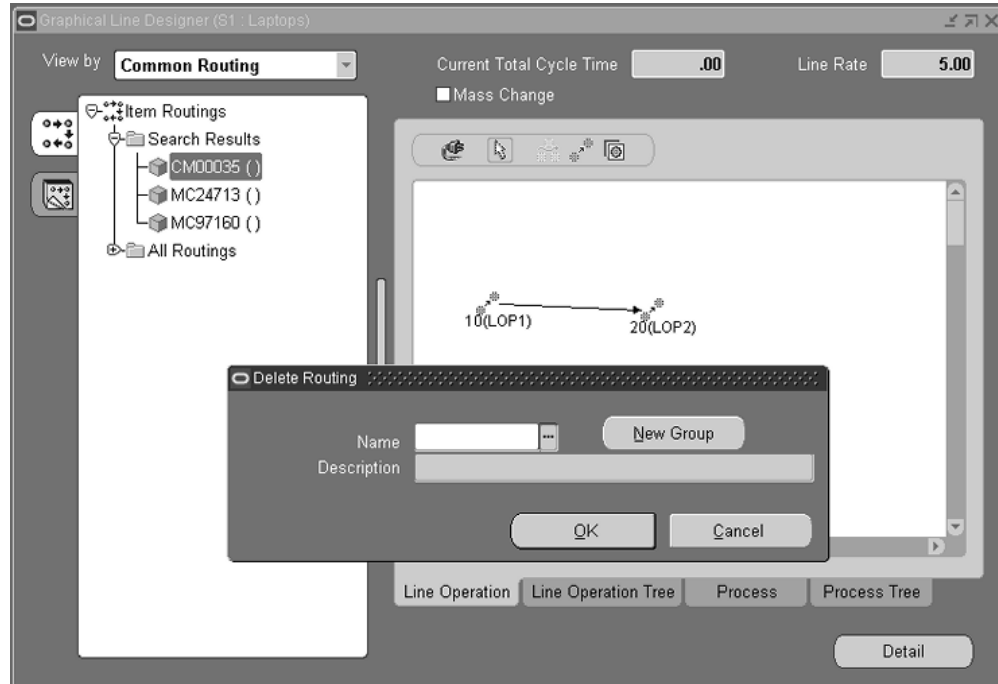 Graphical Line Designer (S1 : Laptops)
View by Common Routing
Current Total Cycle Time .00 Line Rate 5.00
Mass Change
Item Routings
Search Results
CM00035 ( )
MC24713 ( )
MC97160 ( )
All Routings
10(LOP1)
20(LOP2)
Delete Routing
Name
New Group
Description
OK Cancel
Line Operation Line Operation Tree Process Process Tree
Detail